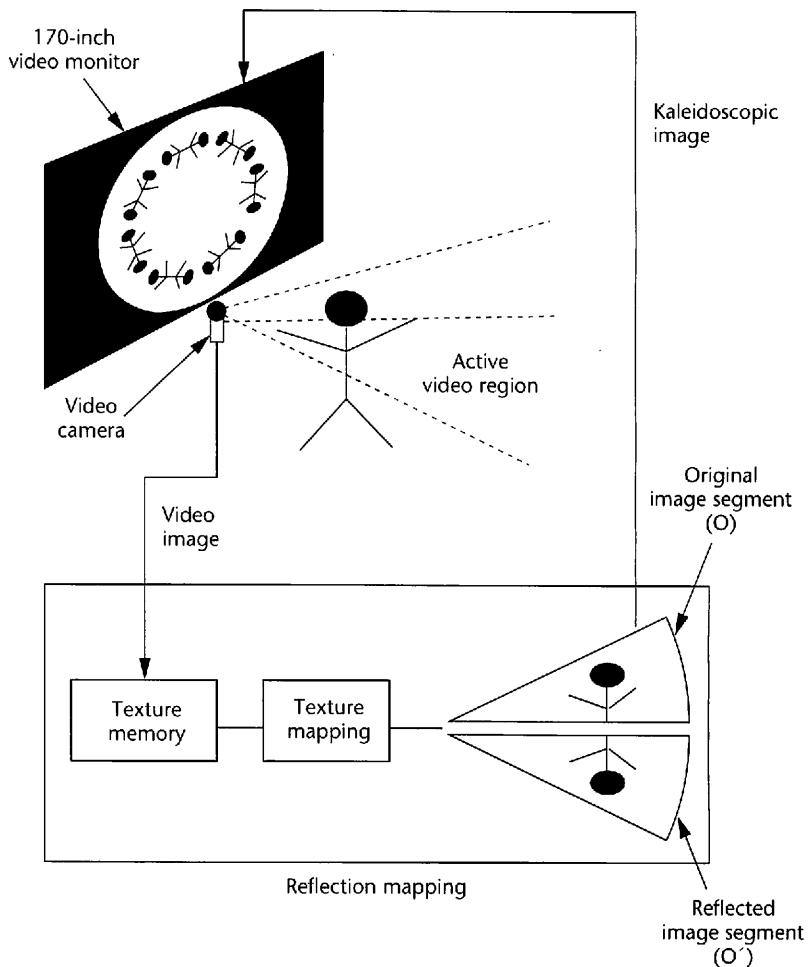 170-inch
video monitor
Kaleidoscopic
image
Active
video region
Video
camera
Original
image segment
(O)
Video
image
Texture
memory
Texture
mapping
Reflection mapping
Reflected
image segment
(O´)